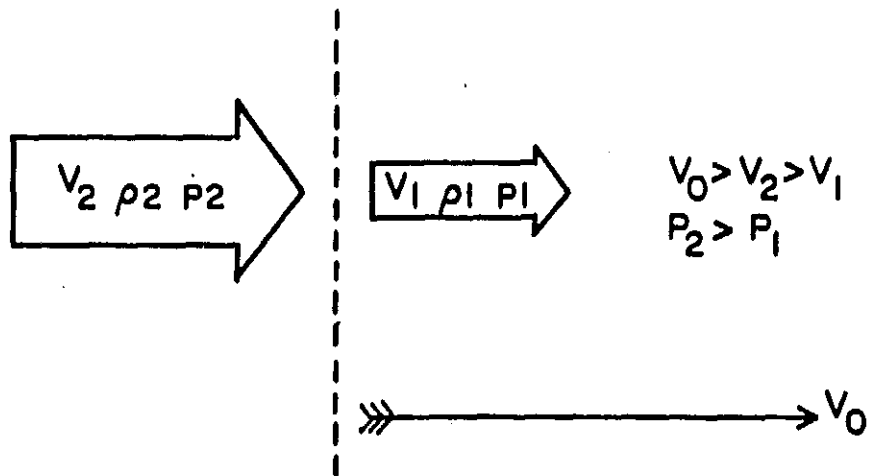 V₂ ρ2 p2
V₁ ρ1 p1
V₀ > V₂ > V₁
P₂ > P₁
V₀